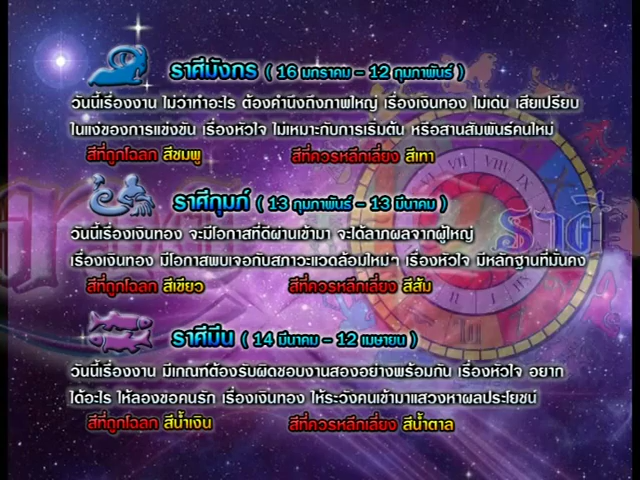 ราศีมังกร ( 16 มกราคม – 12 กุมภาพันธ์ )
วันนี้เรื่องงาน ไม่ว่าทำอะไร ต้องคำนึงถึงภาพใหญ่ เรื่องเงินทอง ไม่เด่น เสียเปรียบ
ในแง่ของการแข่งขัน เรื่องหัวใจ ไม่เหมาะกับการเริ่มต้น หรือสานสัมพันธ์คนใหม่
สีที่ถูกโฉลก สีชมพู สีที่ควรหลีกเลี่ยง สีเทา
ราศีกุมภ์ ( 13 กุมภาพันธ์ – 13 มีนาคม )
วันนี้เรื่องเงินทอง จะมีโอกาสที่ดีผ่านเข้ามา จะได้ลาภผลจากผู้ใหญ่
เรื่องเงินทอง มีโอกาสพบเจอกับสภาวะแวดล้อมใหม่ๆ เรื่องหัวใจ มีหลักฐานที่มั่นคง
สีที่ถูกโฉลก สีเขียว สีที่ควรหลีกเลี่ยง สีส้ม
ราศีมีน ( 14 มีนาคม – 12 เมษายน )
วันนี้เรื่องงาน มีเกณฑ์ต้องรับผิดชอบงานสองอย่างพร้อมกัน เรื่องหัวใจ อยาก
ได้อะไร ให้ลองขอคนรัก เรื่องเงินทอง ให้ระวังคนเข้ามาแสวงหาผลประโยชน์
สีที่ถูกโฉลก สีน้ำเงิน สีที่ควรหลีกเลี่ยง สีน้ำตาล